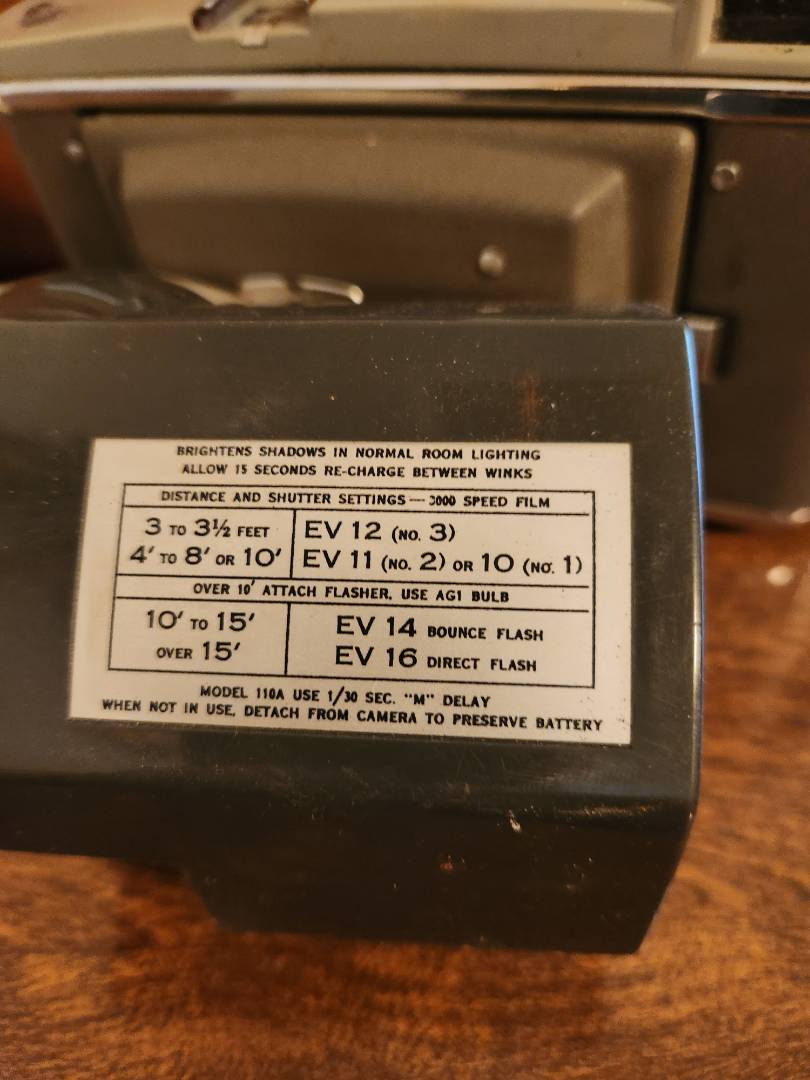 BRIGHTENS SHADOWS IN NORMAL ROOM LIGHTING
ALLOW 15 SECONDS RE-CHARGE BETWEEN WINKS
DISTANCE AND SHUTTER SETTINGS — 3000 SPEED FILM
3 TO 3½ FEET EV 12 (NO. 3)
4' TO 8' OR 10' EV 11 (NO. 2) OR 10 (NO. 1)
OVER 10' ATTACH FLASHER, USE AG1 BULB
10' TO 15' EV 14 BOUNCE FLASH
OVER 15' EV 16 DIRECT FLASH
MODEL 110A USE 1/30 SEC. "M" DELAY
WHEN NOT IN USE, DETACH FROM CAMERA TO PRESERVE BATTERY